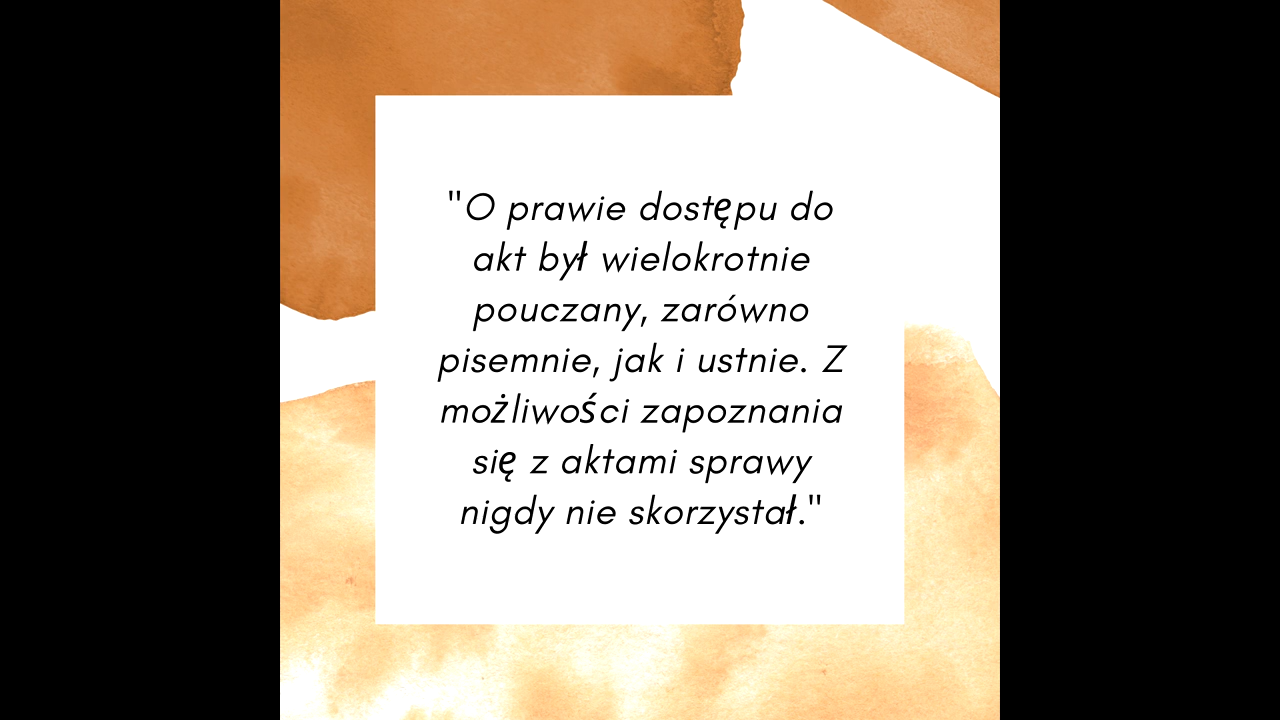 "O prawie dostępu do
akt był wielokrotnie
pouczany, zarówno
pisemnie, jak i ustnie. Z
możliwości zapoznania
się z aktami sprawy
nigdy nie skorzystał."